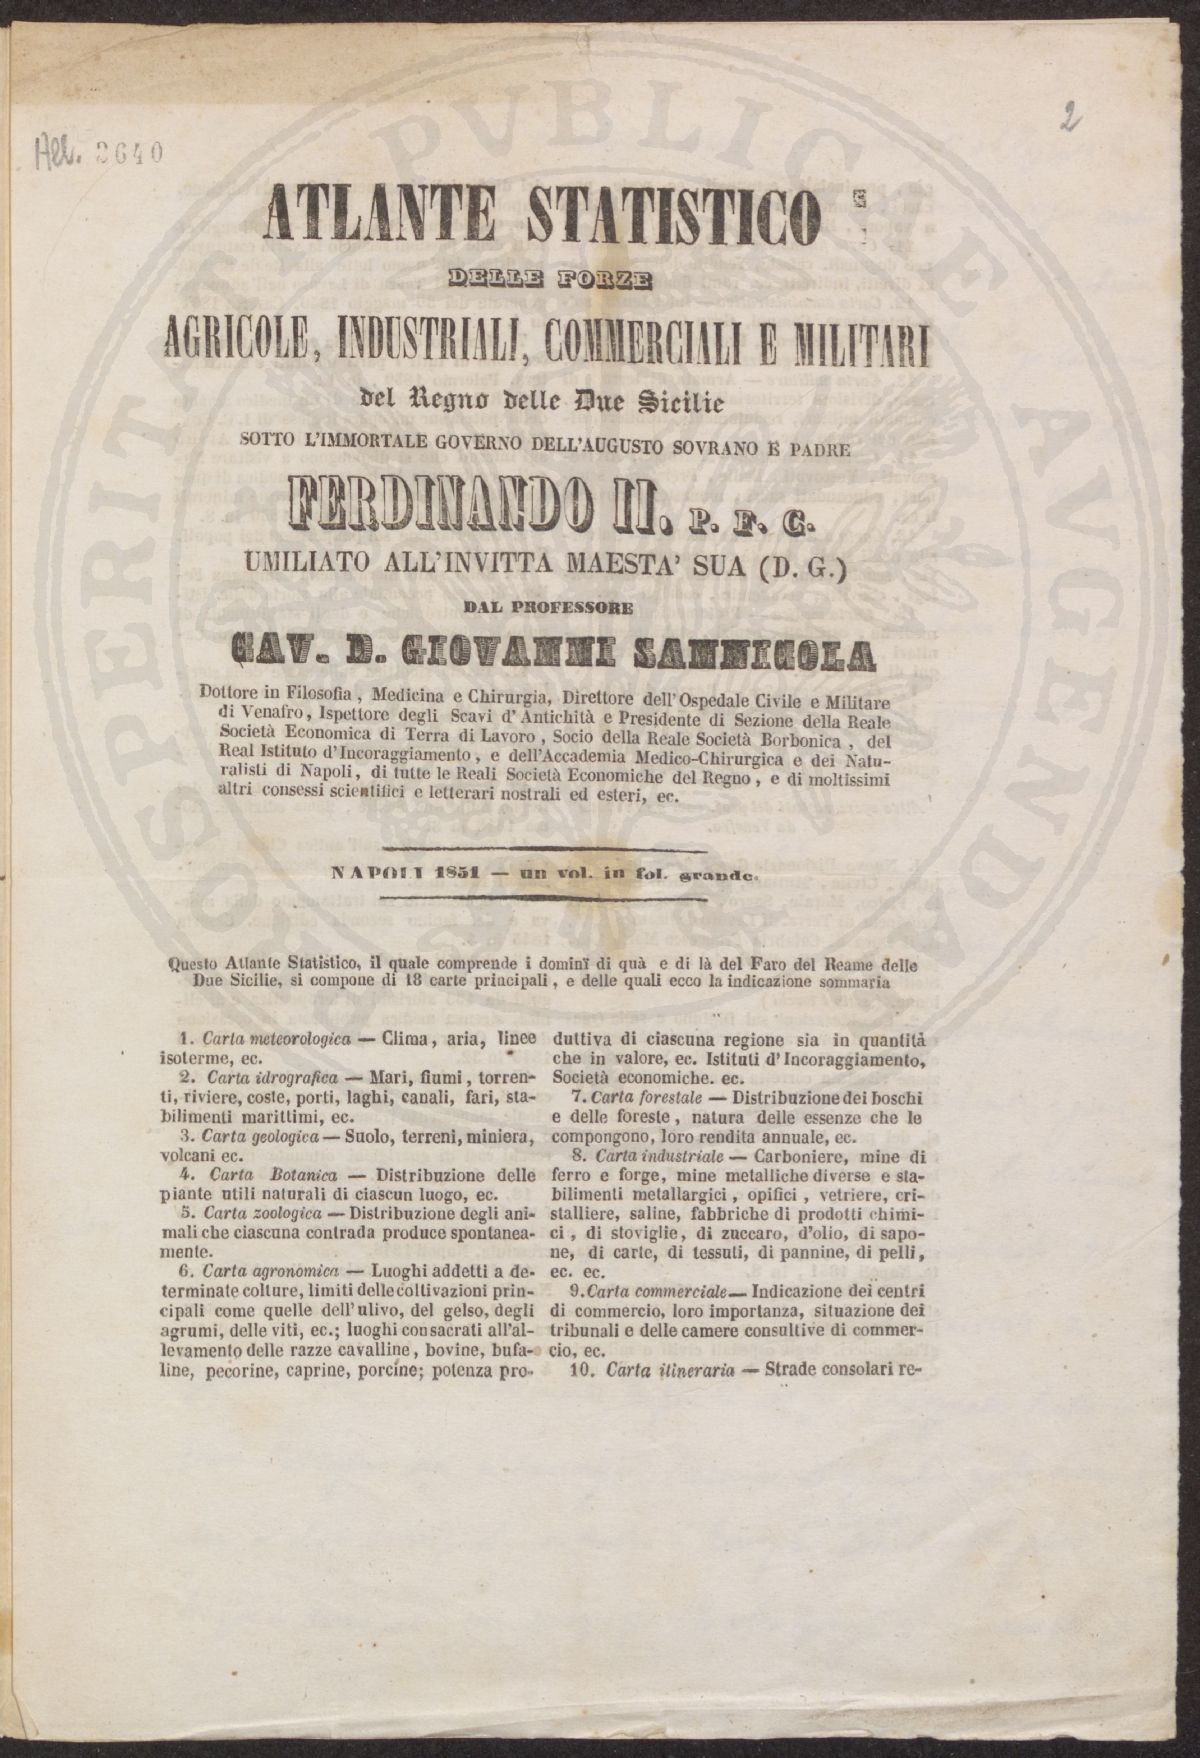 All. 2640
2
ATLANTE STATISTICO
DELLE FORZE
AGRICOLE, INDUSTRIALI, COMMERCIALI E MILITARI
del Regno delle Due Sicilie
SOTTO L'IMMORTALE GOVERNO DELL'AUGUSTO SOVRANO E PADRE
FERDINANDO II. P. F. C.
UMILIATO ALL'INVITTA MAESTA' SUA (D. G.)
DAL PROFESSORE
CAV. D. GIOVANNI SANNICOLA
Dottore in Filosofia, Medicina e Chirurgia, Direttore dell'Ospedale Civile e Militare
di Venafro, Ispettore degli Scavi d'Antichità e Presidente di Sezione della Reale
Società Economica di Terra di Lavoro, Socio della Reale Società Borbonica, del
Real Istituto d'Incoraggiamento, e dell'Accademia Medico-Chirurgica e dei Natu-
ralisti di Napoli, di tutte le Reali Società Economiche del Regno, e di moltissimi
altri consessi scientifici e letterari nostrali ed esteri, ec.
NAPOLI 1851 — un vol. in fol. grande.
Questo Atlante Statistico, il quale comprende i dominî di quà e di là del Faro del Reame delle
Due Sicilie, si compone di 18 carte principali, e delle quali ecco la indicazione sommaria
1. Carta meteorologica — Clima, aria, linee
isoterme, ec.
2. Carta idrografica — Mari, fiumi, torren-
ti, riviere, coste, porti, laghi, canali, fari, sta-
bilimenti marittimi, ec.
3. Carta geologica — Suolo, terreni, miniera,
volcani ec.
4. Carta Botanica — Distribuzione delle
piante utili naturali di ciascun luogo, ec.
5. Carta zoologica — Distribuzione degli ani-
mali che ciascuna contrada produce spontanea-
mente.
6. Carta agronomica — Luoghi addetti a de-
terminate colture, limiti delle coltivazioni prin-
cipali come quelle dell'ulivo, del gelso, degli
agrumi, delle viti, ec.; luoghi consacrati all'al-
levamento delle razze cavalline, bovine, bufa-
line, pecorine, caprine, porcine; potenza pro-
duttiva di ciascuna regione sia in quantità
che in valore, ec. Istituti d'Incoraggiamento,
Società economiche. ec.
7. Carta forestale — Distribuzione dei boschi
e delle foreste, natura delle essenze che le
compongono, loro rendita annuale, ec.
8. Carta industriale — Carboniere, mine di
ferro e forge, mine metalliche diverse e sta-
bilimenti metallargici, opifici, vetriere, cri-
stalliere, saline, fabbriche di prodotti chimi-
ci, di stoviglie, di zuccaro, d'olio, di sapo-
ne, di carte, di tessuti, di pannine, di pelli,
ec. ec.
9. Carta commerciale — Indicazione dei centri
di commercio, loro importanza, situazione dei
tribunali e delle camere consultive di commer-
cio, ec.
10. Carta itineraria — Strade consolari re-
PROSPERITATI PVBLICAE AVGENDAE